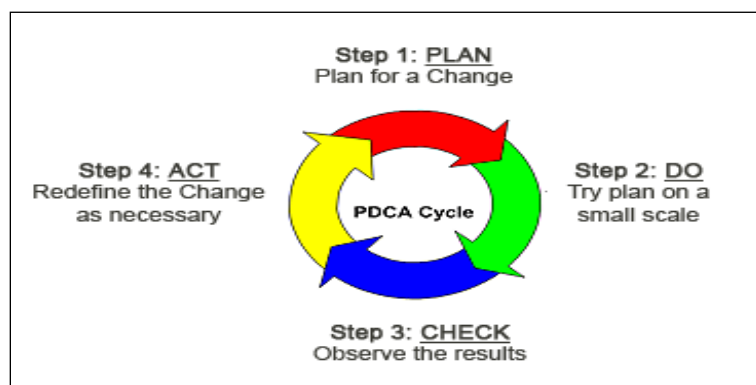 Step 1: PLAN
Plan for a Change
Step 4: ACT
Redefine the Change
as necessary
PDCA Cycle
Step 2: DO
Try plan on a
small scale
Step 3: CHECK
Observe the results